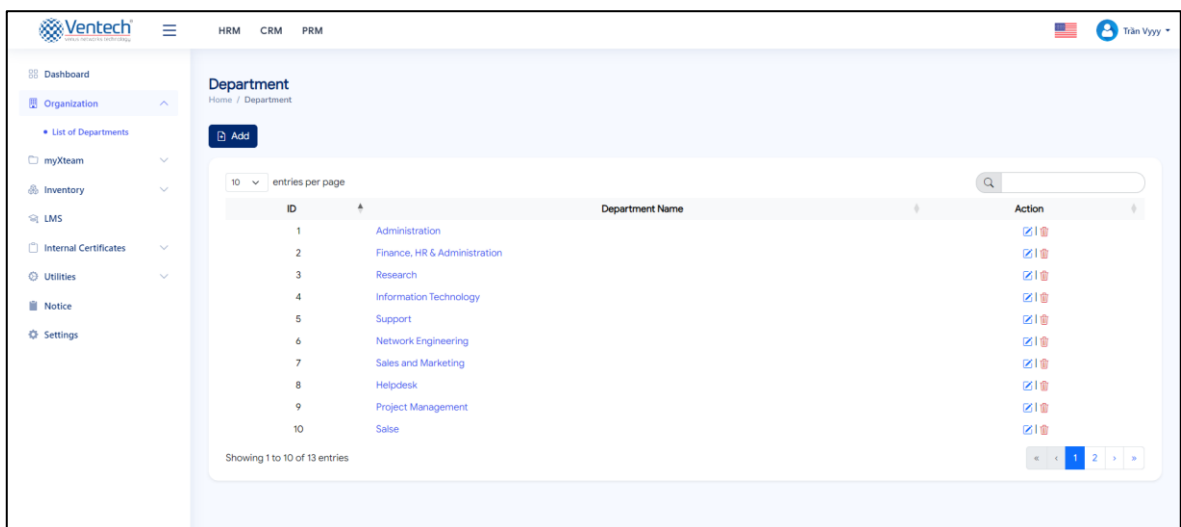 Ventech
HRM CRM PRM
Trần Vyyy
Dashboard
Organization
List of Departments
myXteam
Inventory
LMS
Internal Certificates
Utilities
Notice
Settings
Department
Home / Department
Add
10 entries per page
ID Department Name Action
1 Administration |
2 Finance, HR & Administration |
3 Research |
4 Information Technology |
5 Support |
6 Network Engineering |
7 Sales and Marketing |
8 Helpdesk |
9 Project Management |
10 Salse |
Showing 1 to 10 of 13 entries
« ‹ 1 2 › »